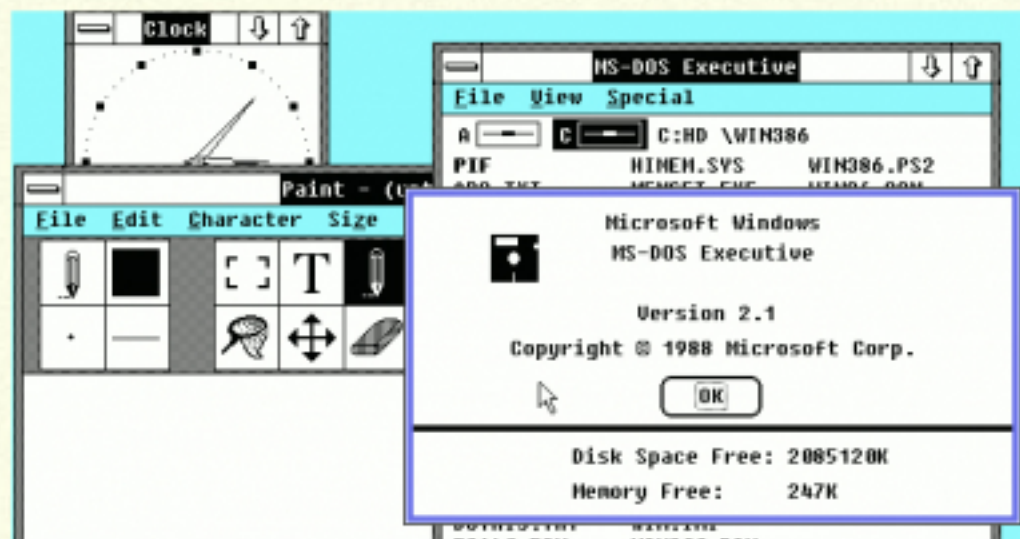 Clock
MS-DOS Executive
File View Special
A C C:HD \WIN386
PIF HIMEM.SYS WIN386.PS2
Paint - (
File Edit Character Size
T
Microsoft Windows
MS-DOS Executive
Version 2.1
Copyright © 1988 Microsoft Corp.
OK
Disk Space Free: 2085120K
Memory Free: 247K